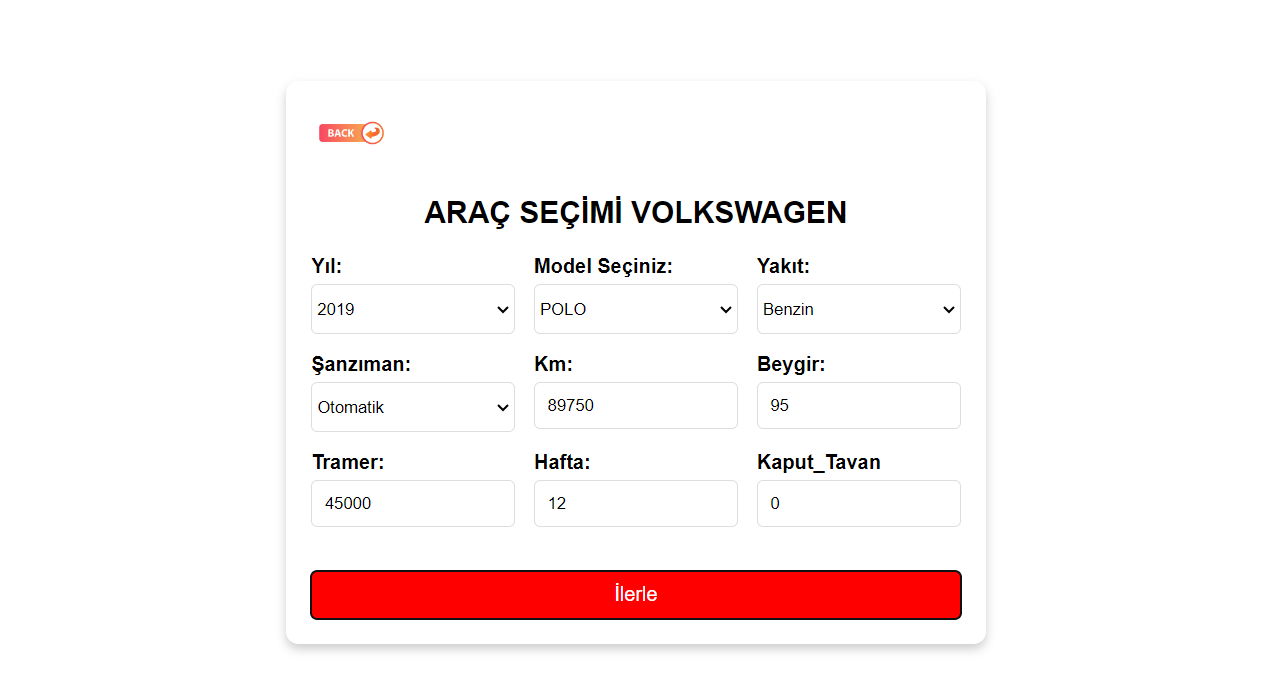 BACK
ARAÇ SEÇİMİ VOLKSWAGEN
Yıl: Model Seçiniz: Yakıt:
2019 POLO Benzin
Şanzıman: Km: Beygir:
Otomatik 89750 95
Tramer: Hafta: Kaput_Tavan
45000 12 0
İlerle